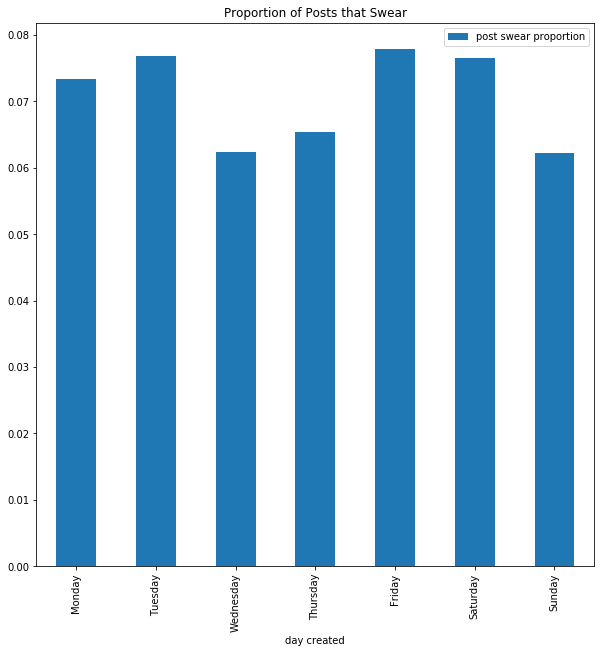 Proportion of Posts that Swear
post swear proportion
0.08
0.07
0.06
0.05
0.04
0.03
0.02
0.01
0.00
Monday
Tuesday
Wednesday
Thursday
Friday
Saturday
Sunday
day created